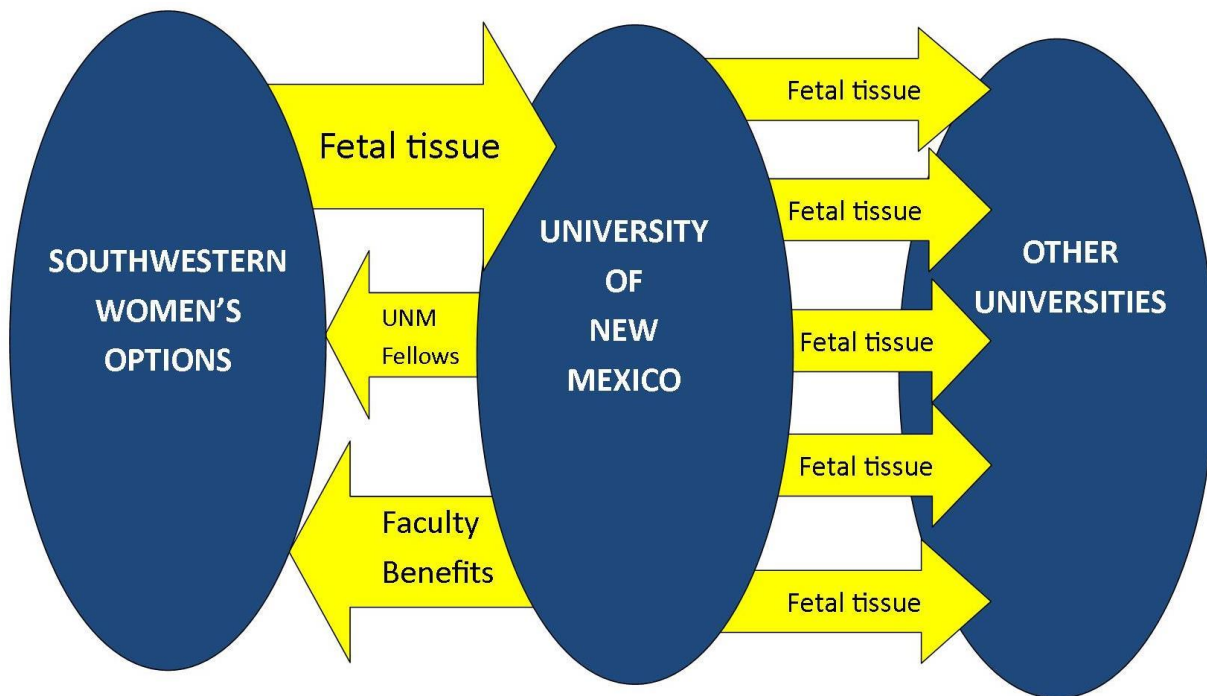 SOUTHWESTERN
WOMEN'S
OPTIONS
Fetal tissue
UNM
Fellows
Faculty
Benefits
UNIVERSITY
OF
NEW
MEXICO
Fetal tissue
Fetal tissue
Fetal tissue
Fetal tissue
Fetal tissue
OTHER
UNIVERSITIES